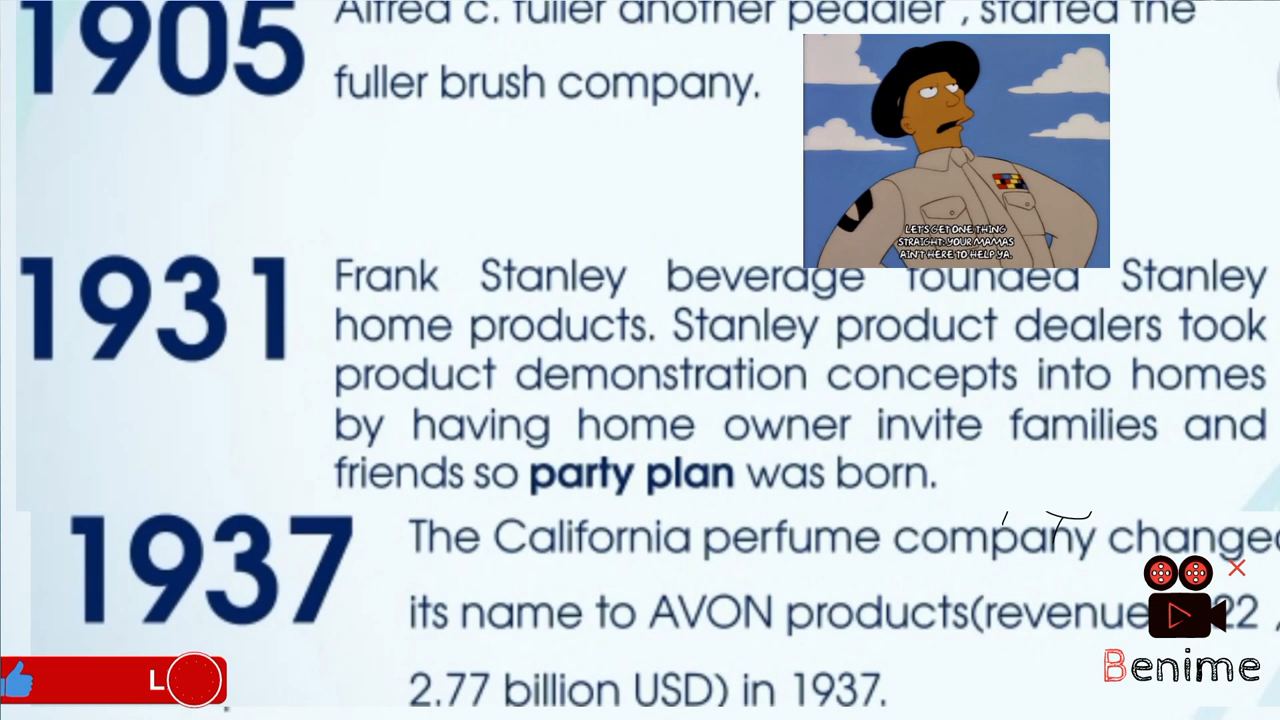 1905
Alfred c. fuller another peddler , started the
fuller brush company.
LET'S GET ONE THING
STRAIGHT: YOUR MAMAS
AIN'T HERE TO HELP YA.
1931
Frank Stanley beverage founded Stanley
home products. Stanley product dealers took
product demonstration concepts into homes
by having home owner invite families and
friends so party plan was born.
1937
The California perfume company changed
its name to AVON products(revenue 22 ,
2.77 billion USD) in 1937.
L
Benime